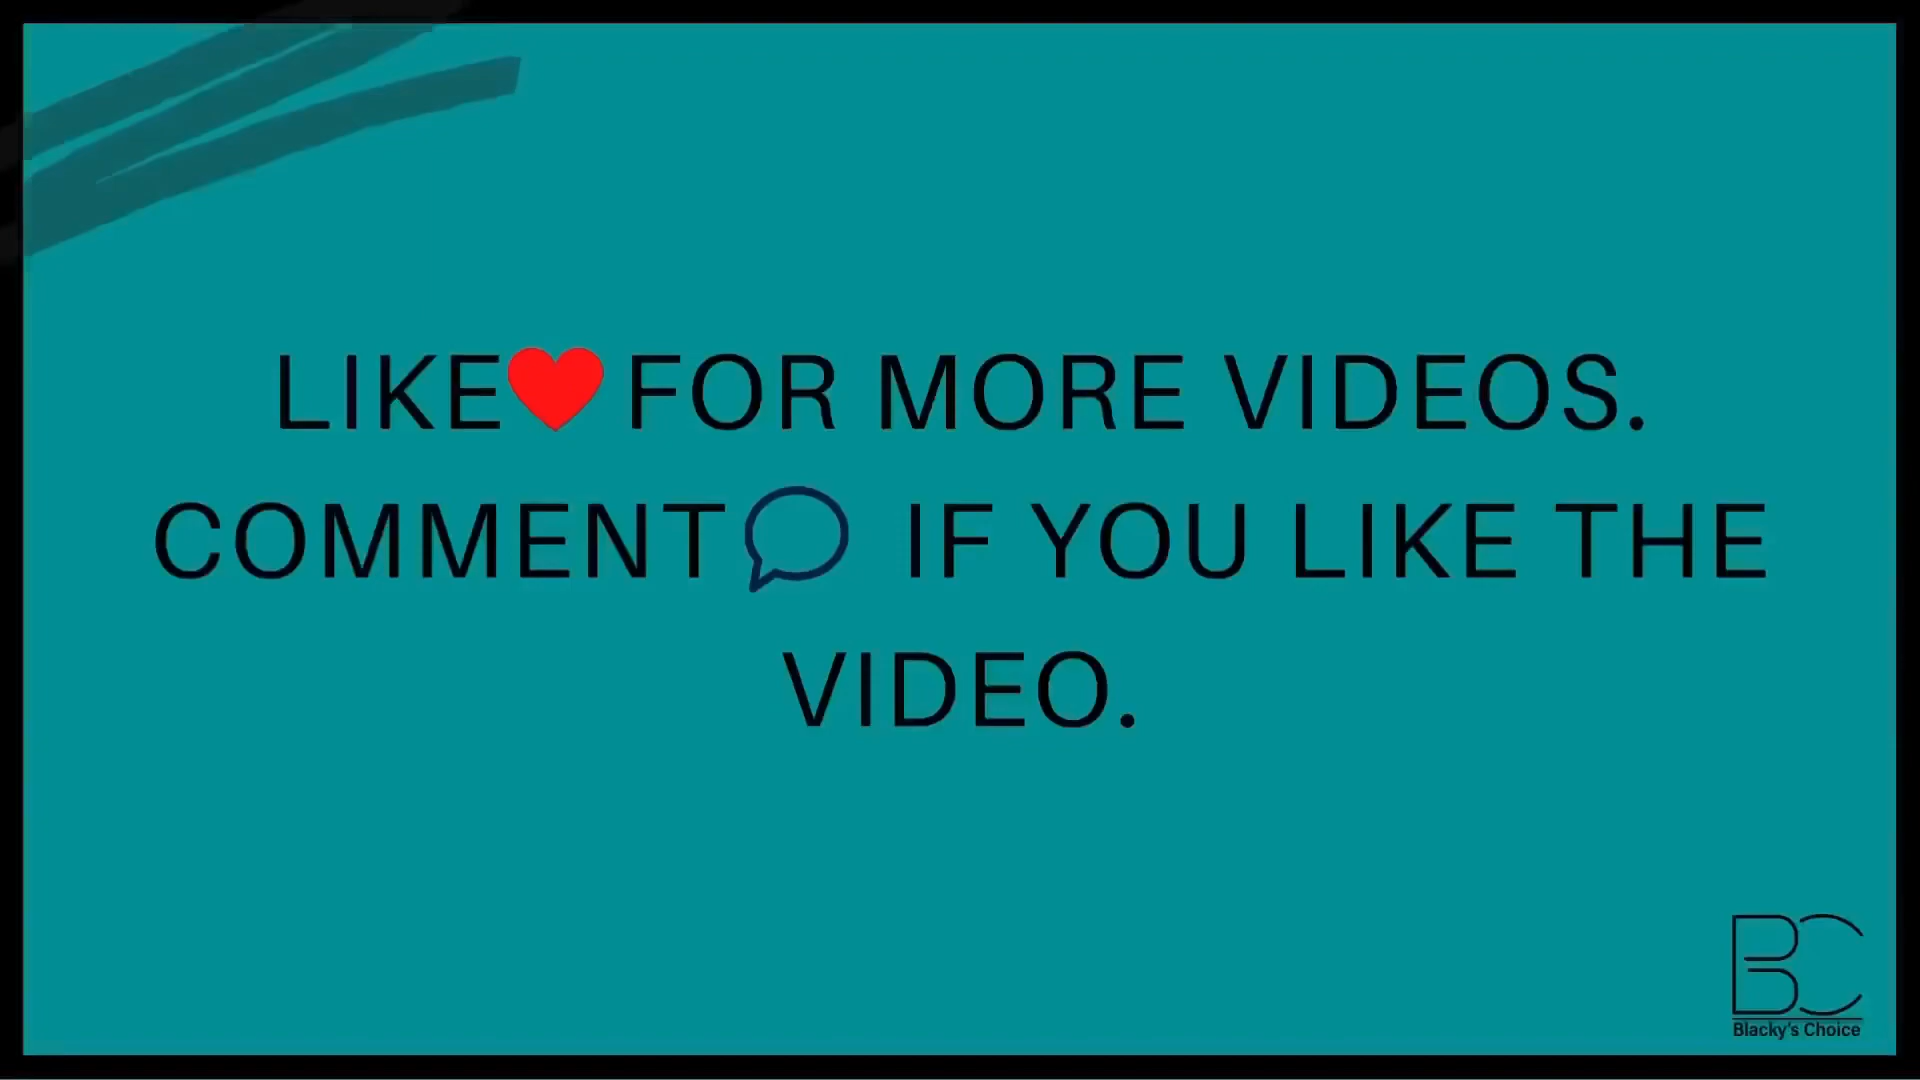 LIKE❤️ FOR MORE VIDEOS.
COMMENT IF YOU LIKE THE
VIDEO.
BC
Blacky's Choice